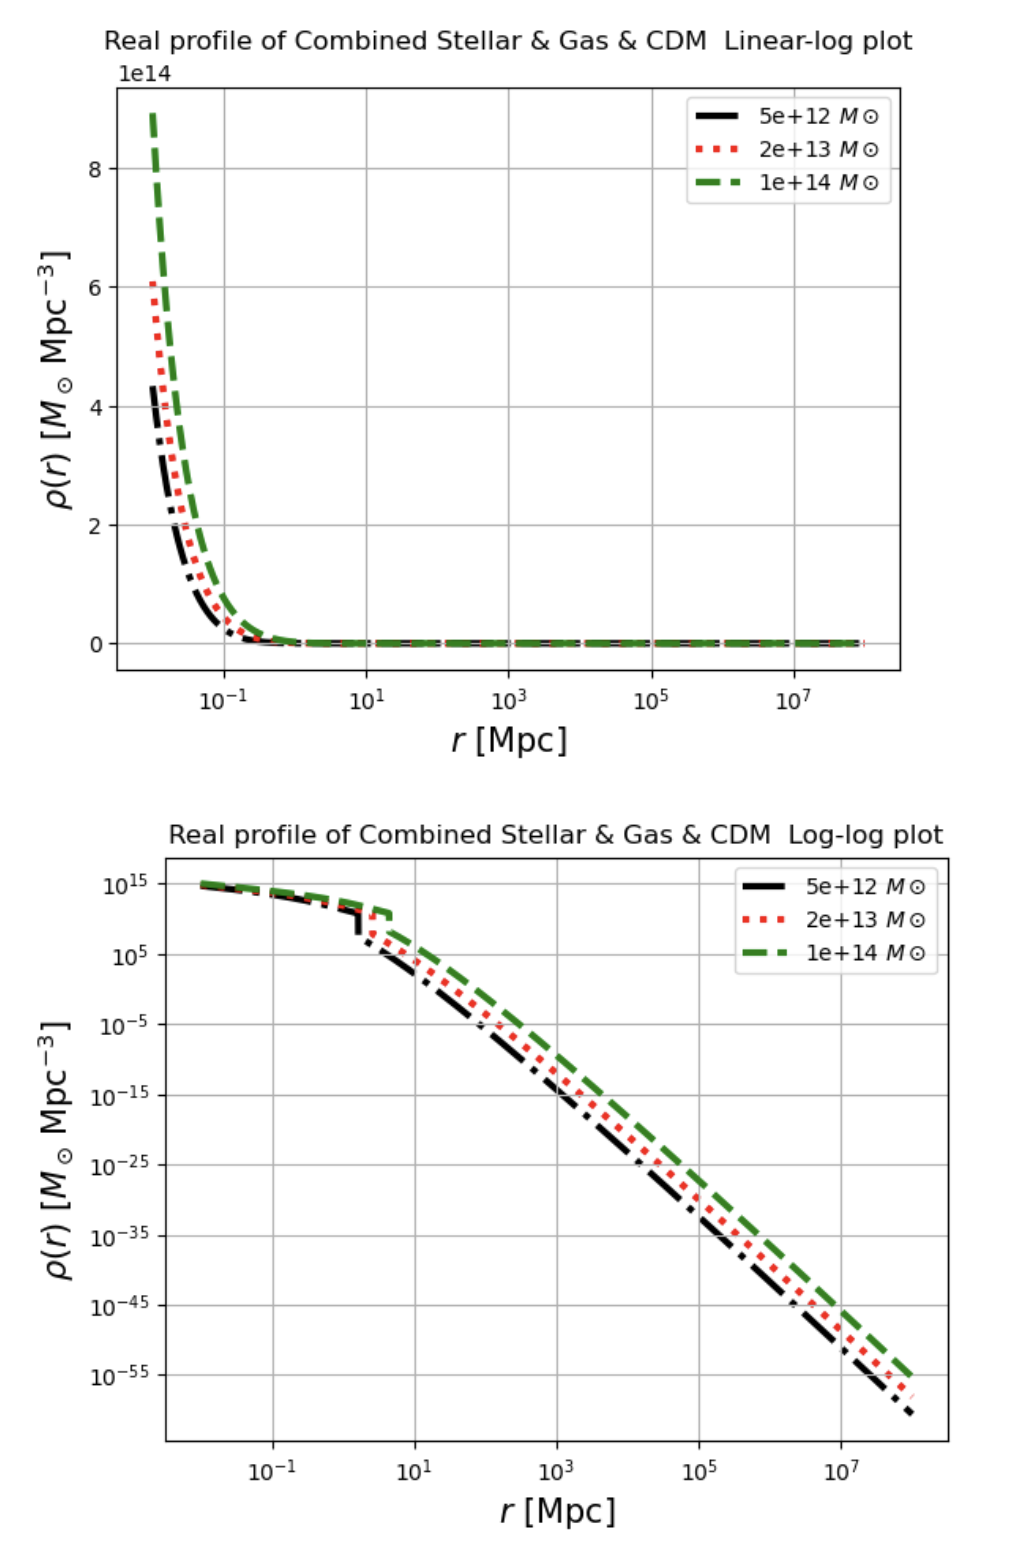 Real profile of Combined Stellar & Gas & CDM  Linear-log plot
1e14
5e+12 M⊙
2e+13 M⊙
1e+14 M⊙
8
6
4
2
0
ρ(r) [M⊙ Mpc⁻³]
10⁻¹ 10¹ 10³ 10⁵ 10⁷
r [Mpc]
Real profile of Combined Stellar & Gas & CDM  Log-log plot
5e+12 M⊙
2e+13 M⊙
1e+14 M⊙
10¹⁵
10⁵
10⁻⁵
10⁻¹⁵
10⁻²⁵
10⁻³⁵
10⁻⁴⁵
10⁻⁵⁵
ρ(r) [M⊙ Mpc⁻³]
10⁻¹ 10¹ 10³ 10⁵ 10⁷
r [Mpc]